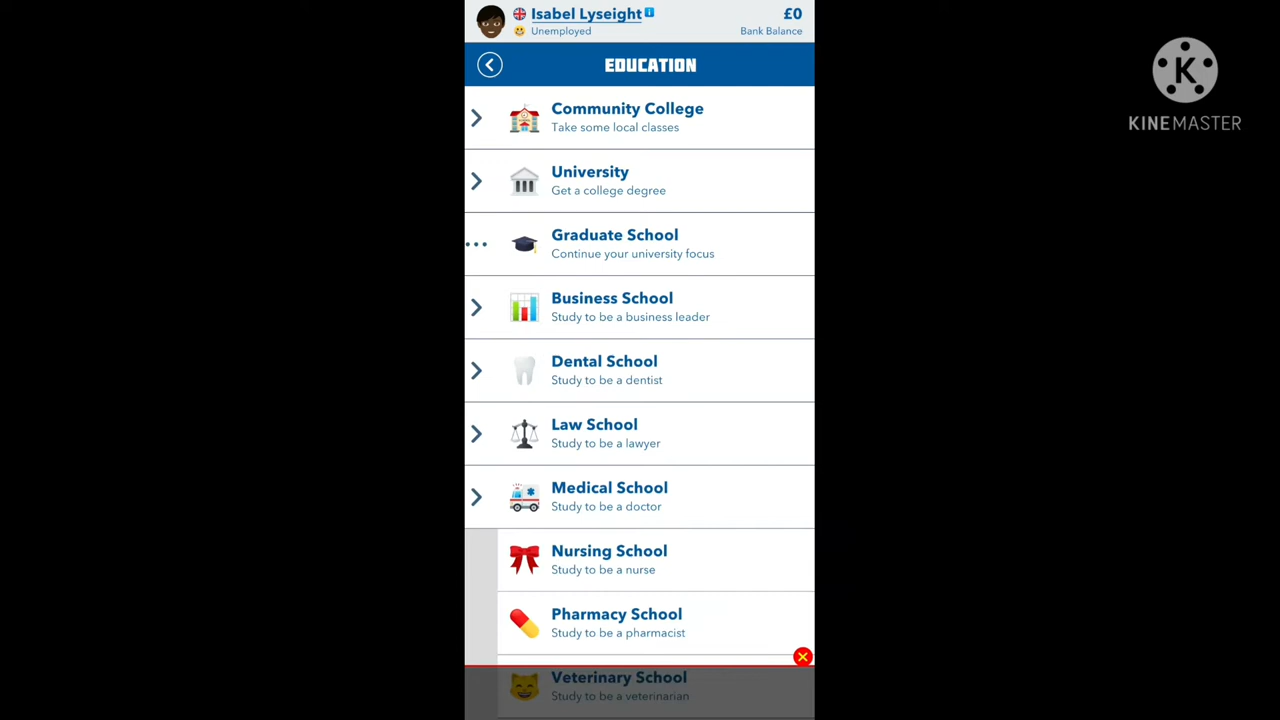 Isabel Lyseight
£0
Unemployed
Bank Balance
EDUCATION
Community College
Take some local classes
University
Get a college degree
Graduate School
Continue your university focus
Business School
Study to be a business leader
Dental School
Study to be a dentist
Law School
Study to be a lawyer
Medical School
Study to be a doctor
Nursing School
Study to be a nurse
Pharmacy School
Study to be a pharmacist
Veterinary School
Study to be a veterinarian
K
KINEMASTER